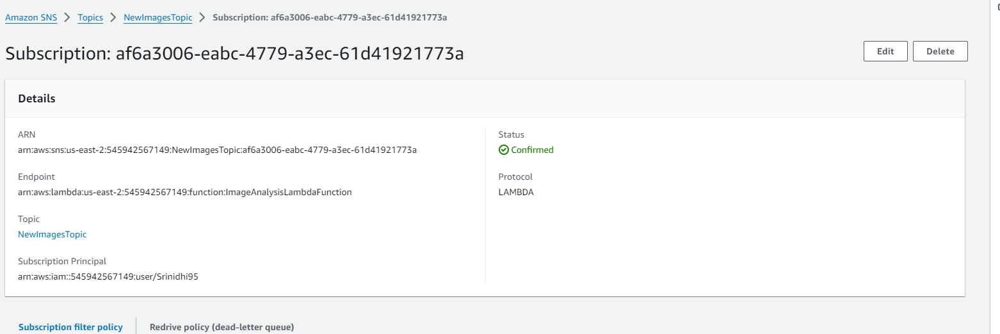 Amazon SNS > Topics > NewImagesTopic > Subscription: af6a3006-eabc-4779-a3ec-61d41921773a
Subscription: af6a3006-eabc-4779-a3ec-61d41921773a
Edit
Delete
Details
ARN
arn:aws:sns:us-east-2:545942567149:NewImagesTopic:af6a3006-eabc-4779-a3ec-61d41921773a
Endpoint
arn:aws:lambda:us-east-2:545942567149:function:ImageAnalysisLambdaFunction
Topic
NewImagesTopic
Subscription Principal
arn:aws:iam::545942567149:user/Srinidhi95
Status
Confirmed
Protocol
LAMBDA
Subscription filter policy
Redrive policy (dead-letter queue)